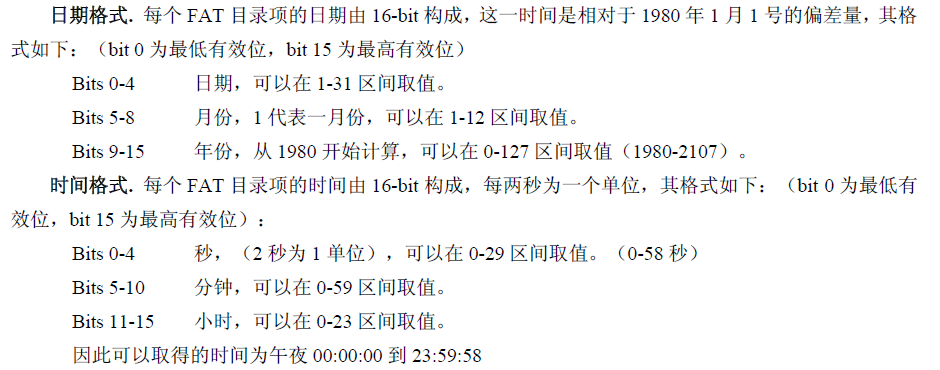 日期格式. 每个 FAT 目录项的日期由 16-bit 构成，这一时间是相对于 1980 年 1 月 1 号的偏差量，其格
式如下：（bit 0 为最低有效位，bit 15 为最高有效位）
Bits 0-4 日期，可以在 1-31 区间取值。
Bits 5-8 月份，1 代表一月份，可以在 1-12 区间取值。
Bits 9-15 年份，从 1980 开始计算，可以在 0-127 区间取值（1980-2107）。
时间格式. 每个 FAT 目录项的时间由 16-bit 构成，每两秒为一个单位，其格式如下：（bit 0 为最低有
效位，bit 15 为最高有效位）：
Bits 0-4 秒，（2 秒为 1 单位），可以在 0-29 区间取值。（0-58 秒）
Bits 5-10 分钟，可以在 0-59 区间取值。
Bits 11-15 小时，可以在 0-23 区间取值。
因此可以取得的时间为午夜 00:00:00 到 23:59:58